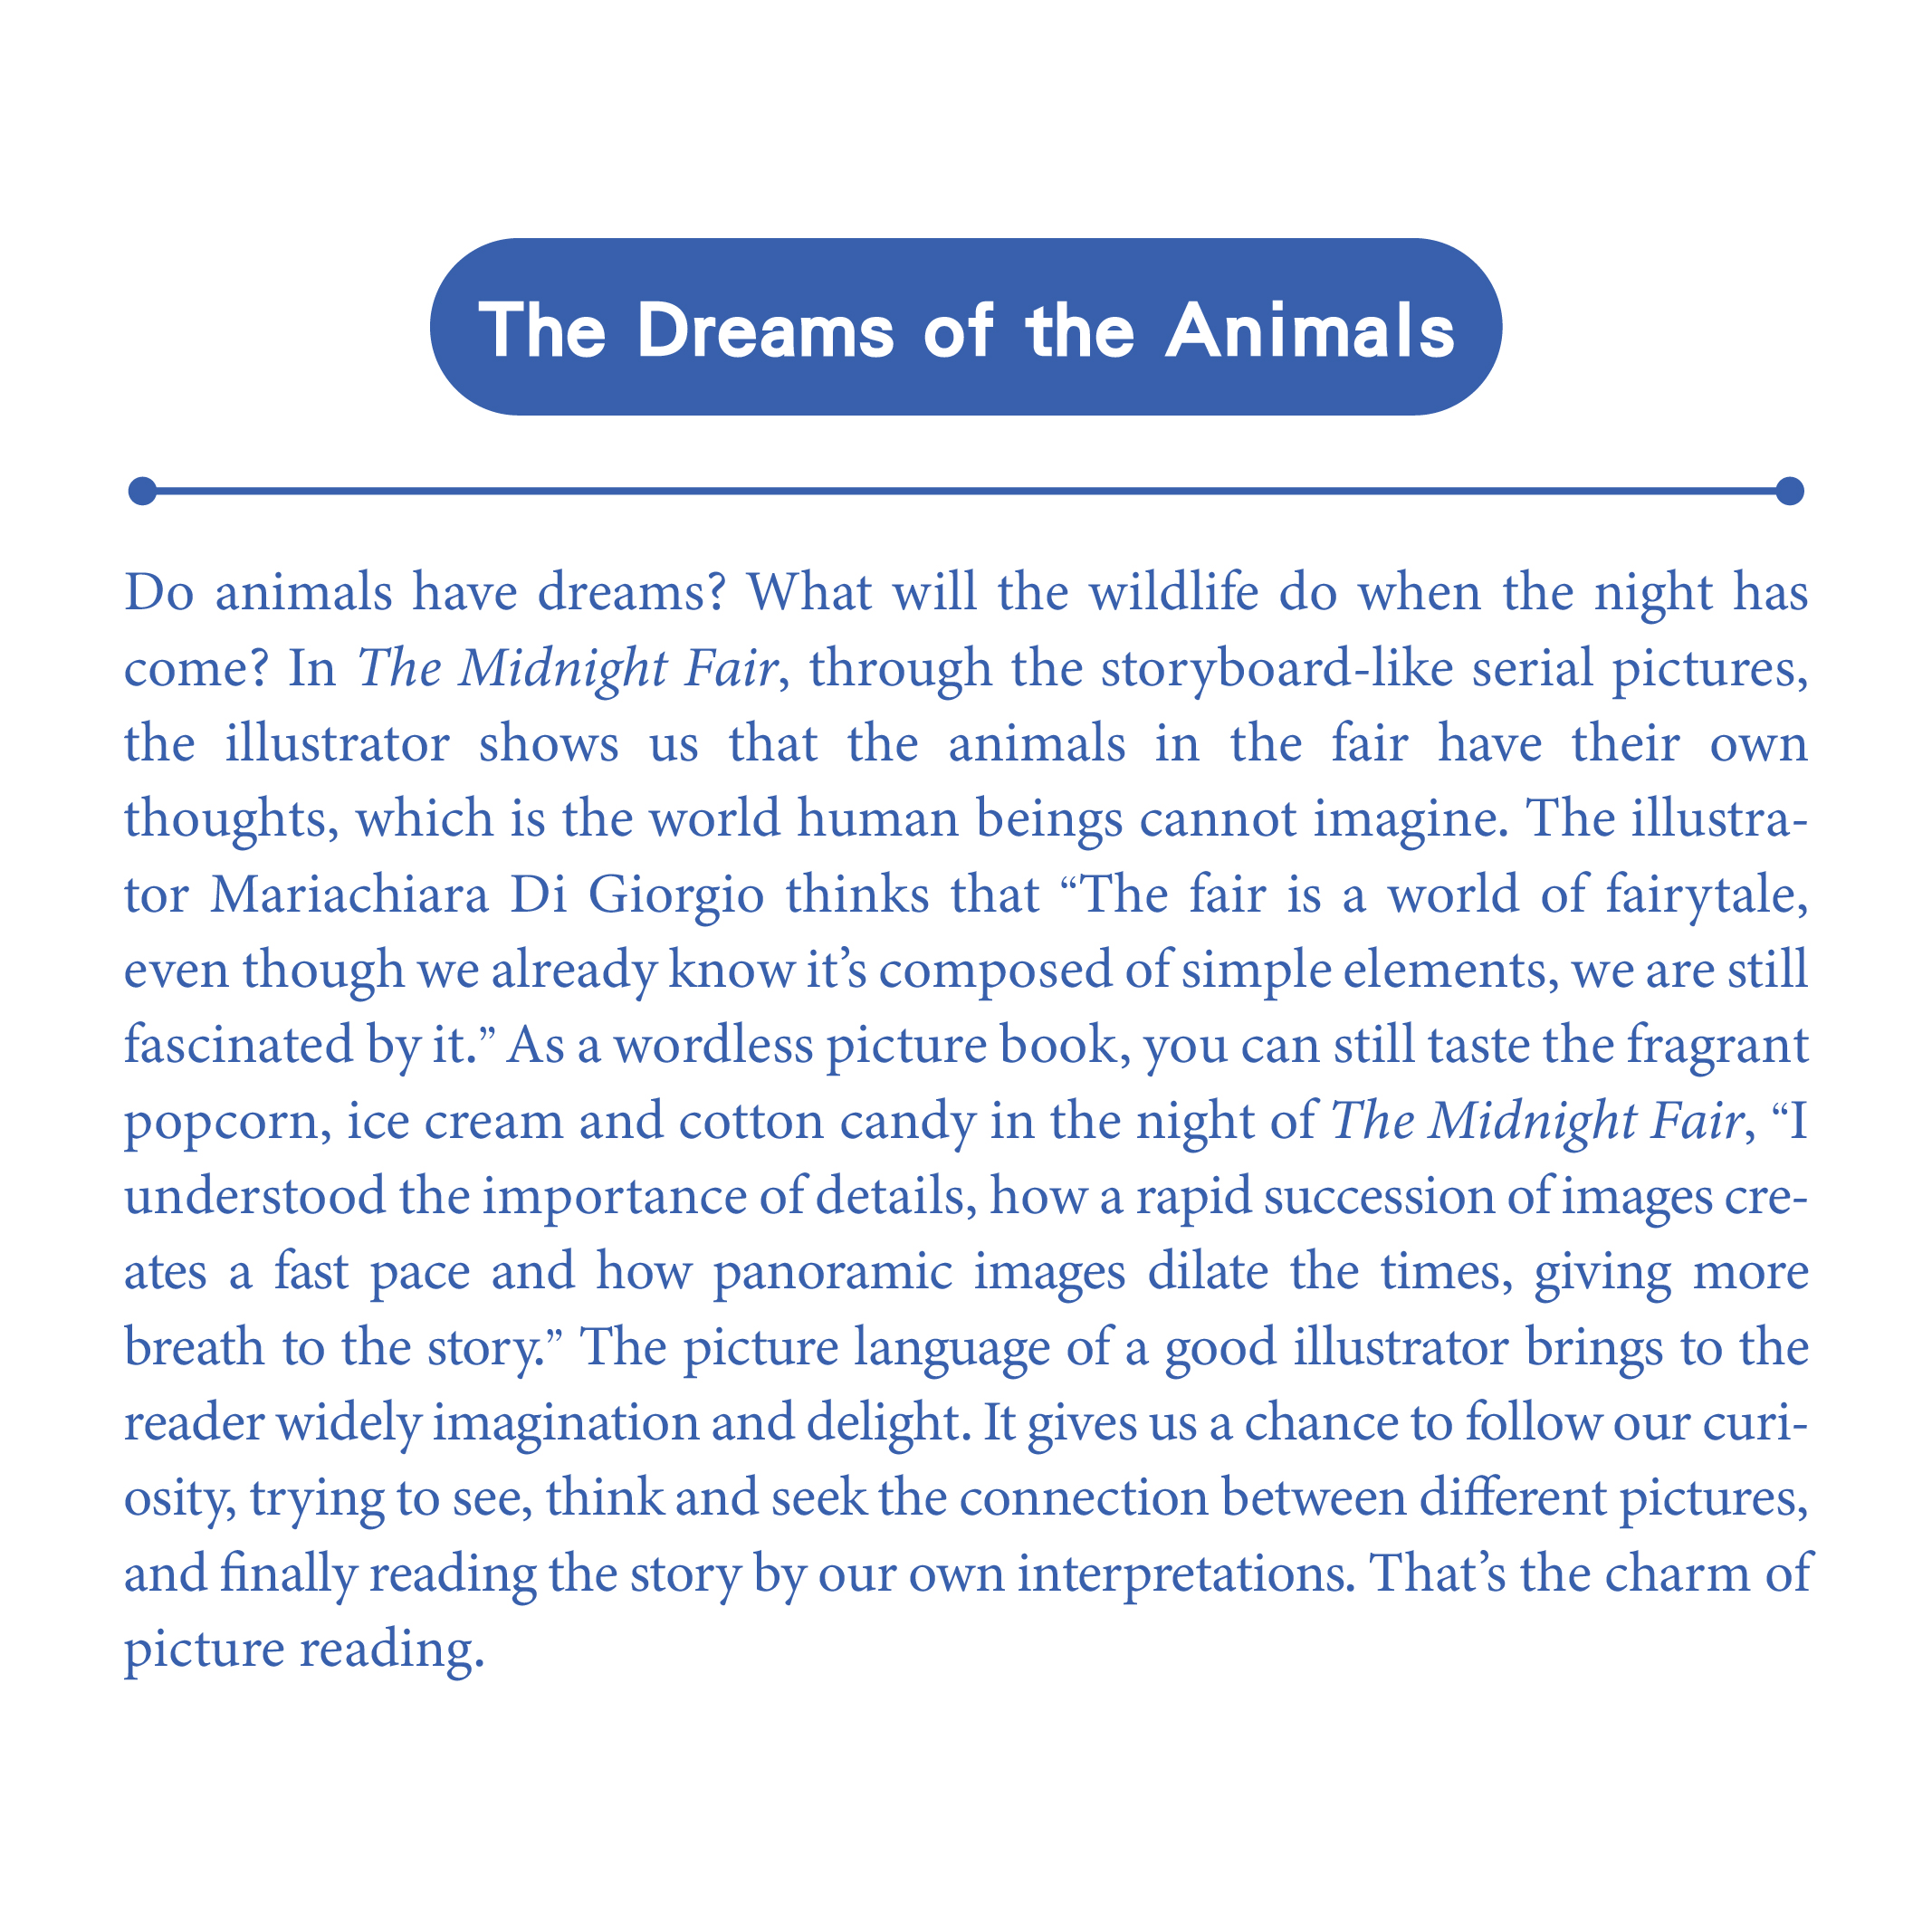 The Dreams of the Animals
Do animals have dreams? What will the wildlife do when the night has
come? In The Midnight Fair, through the storyboard-like serial pictures,
the illustrator shows us that the animals in the fair have their own
thoughts, which is the world human beings cannot imagine. The illustra-
tor Mariachiara Di Giorgio thinks that “The fair is a world of fairytale,
even though we already know it’s composed of simple elements, we are still
fascinated by it.” As a wordless picture book, you can still taste the fragrant
popcorn, ice cream and cotton candy in the night of The Midnight Fair, “I
understood the importance of details, how a rapid succession of images cre-
ates a fast pace and how panoramic images dilate the times, giving more
breath to the story.” The picture language of a good illustrator brings to the
reader widely imagination and delight. It gives us a chance to follow our curi-
osity, trying to see, think and seek the connection between different pictures,
and finally reading the story by our own interpretations. That’s the charm of
picture reading.